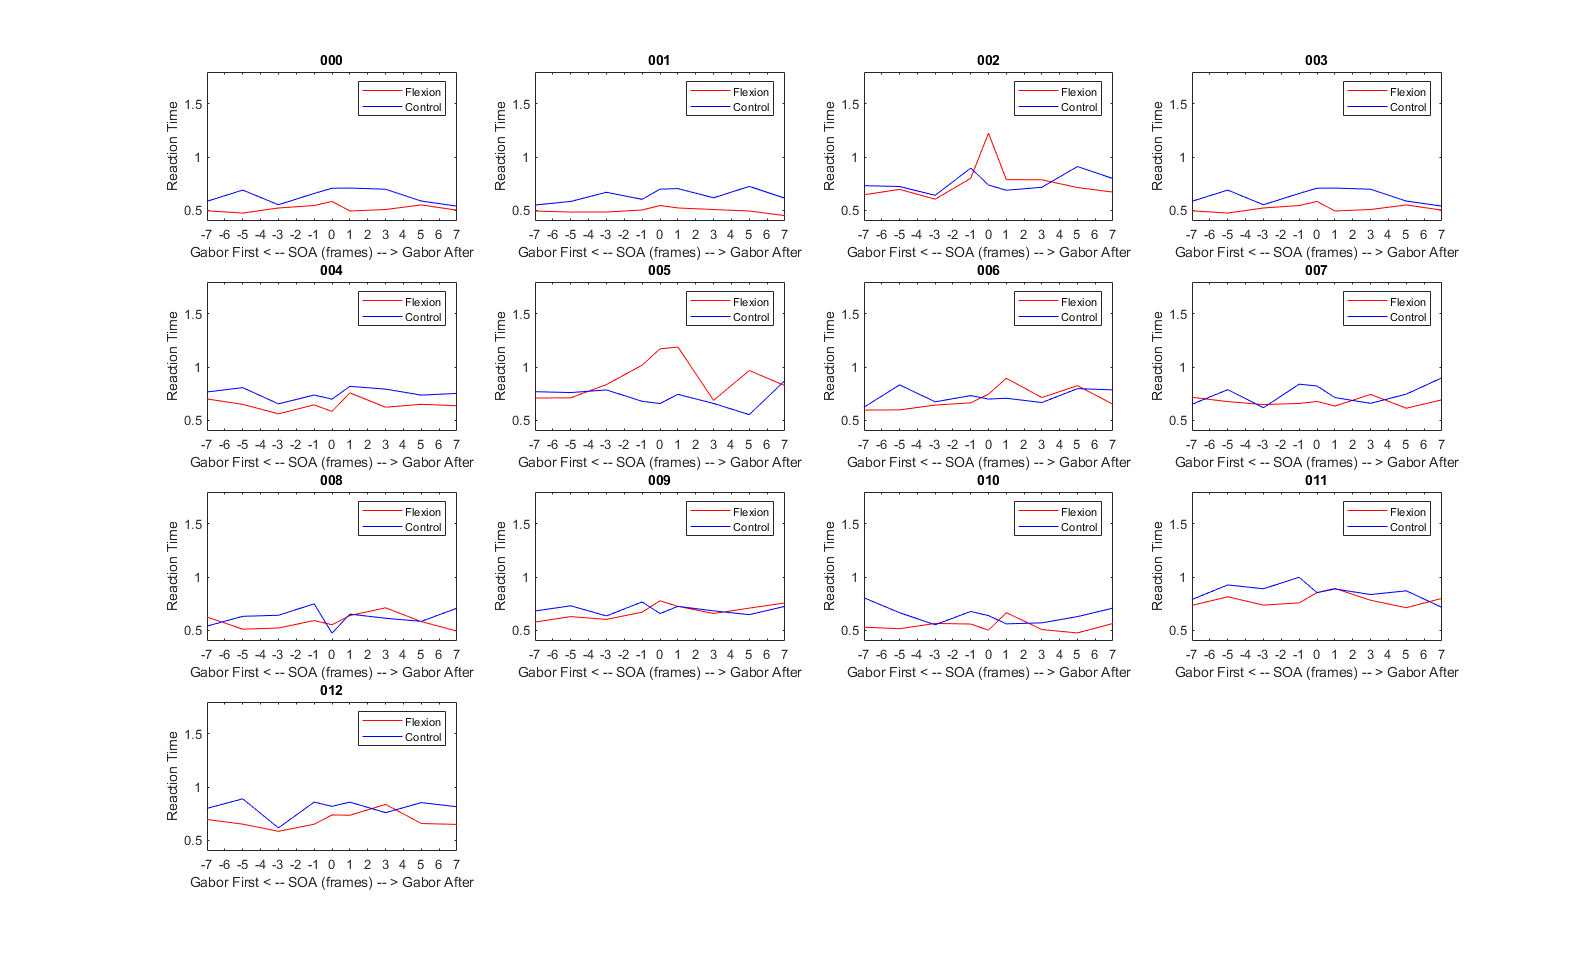 000
Reaction Time
1.5
1
0.5
Flexion
Control
-7 -6 -5 -4 -3 -2 -1 0 1 2 3 4 5 6 7
Gabor First < -- SOA (frames) -- > Gabor After
001
Reaction Time
1.5
1
0.5
Flexion
Control
-7 -6 -5 -4 -3 -2 -1 0 1 2 3 4 5 6 7
Gabor First < -- SOA (frames) -- > Gabor After
002
Reaction Time
1.5
1
0.5
Flexion
Control
-7 -6 -5 -4 -3 -2 -1 0 1 2 3 4 5 6 7
Gabor First < -- SOA (frames) -- > Gabor After
003
Reaction Time
1.5
1
0.5
Flexion
Control
-7 -6 -5 -4 -3 -2 -1 0 1 2 3 4 5 6 7
Gabor First < -- SOA (frames) -- > Gabor After
004
Reaction Time
1.5
1
0.5
Flexion
Control
-7 -6 -5 -4 -3 -2 -1 0 1 2 3 4 5 6 7
Gabor First < -- SOA (frames) -- > Gabor After
005
Reaction Time
1.5
1
0.5
Flexion
Control
-7 -6 -5 -4 -3 -2 -1 0 1 2 3 4 5 6 7
Gabor First < -- SOA (frames) -- > Gabor After
006
Reaction Time
1.5
1
0.5
Flexion
Control
-7 -6 -5 -4 -3 -2 -1 0 1 2 3 4 5 6 7
Gabor First < -- SOA (frames) -- > Gabor After
007
Reaction Time
1.5
1
0.5
Flexion
Control
-7 -6 -5 -4 -3 -2 -1 0 1 2 3 4 5 6 7
Gabor First < -- SOA (frames) -- > Gabor After
008
Reaction Time
1.5
1
0.5
Flexion
Control
-7 -6 -5 -4 -3 -2 -1 0 1 2 3 4 5 6 7
Gabor First < -- SOA (frames) -- > Gabor After
009
Reaction Time
1.5
1
0.5
Flexion
Control
-7 -6 -5 -4 -3 -2 -1 0 1 2 3 4 5 6 7
Gabor First < -- SOA (frames) -- > Gabor After
010
Reaction Time
1.5
1
0.5
Flexion
Control
-7 -6 -5 -4 -3 -2 -1 0 1 2 3 4 5 6 7
Gabor First < -- SOA (frames) -- > Gabor After
011
Reaction Time
1.5
1
0.5
Flexion
Control
-7 -6 -5 -4 -3 -2 -1 0 1 2 3 4 5 6 7
Gabor First < -- SOA (frames) -- > Gabor After
012
Reaction Time
1.5
1
0.5
Flexion
Control
-7 -6 -5 -4 -3 -2 -1 0 1 2 3 4 5 6 7
Gabor First < -- SOA (frames) -- > Gabor After